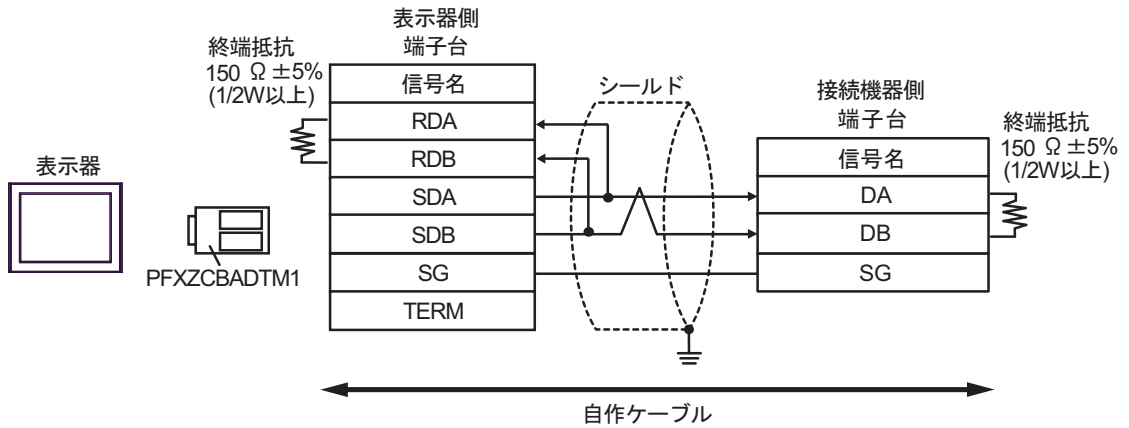 表示器
PFXZCBADTM1
終端抵抗
150 Ω ±5%
(1/2W以上)
表示器側
端子台
信号名
RDA
RDB
SDA
SDB
SG
TERM
シールド
接続機器側
端子台
信号名
DA
DB
SG
終端抵抗
150 Ω ±5%
(1/2W以上)
自作ケーブル